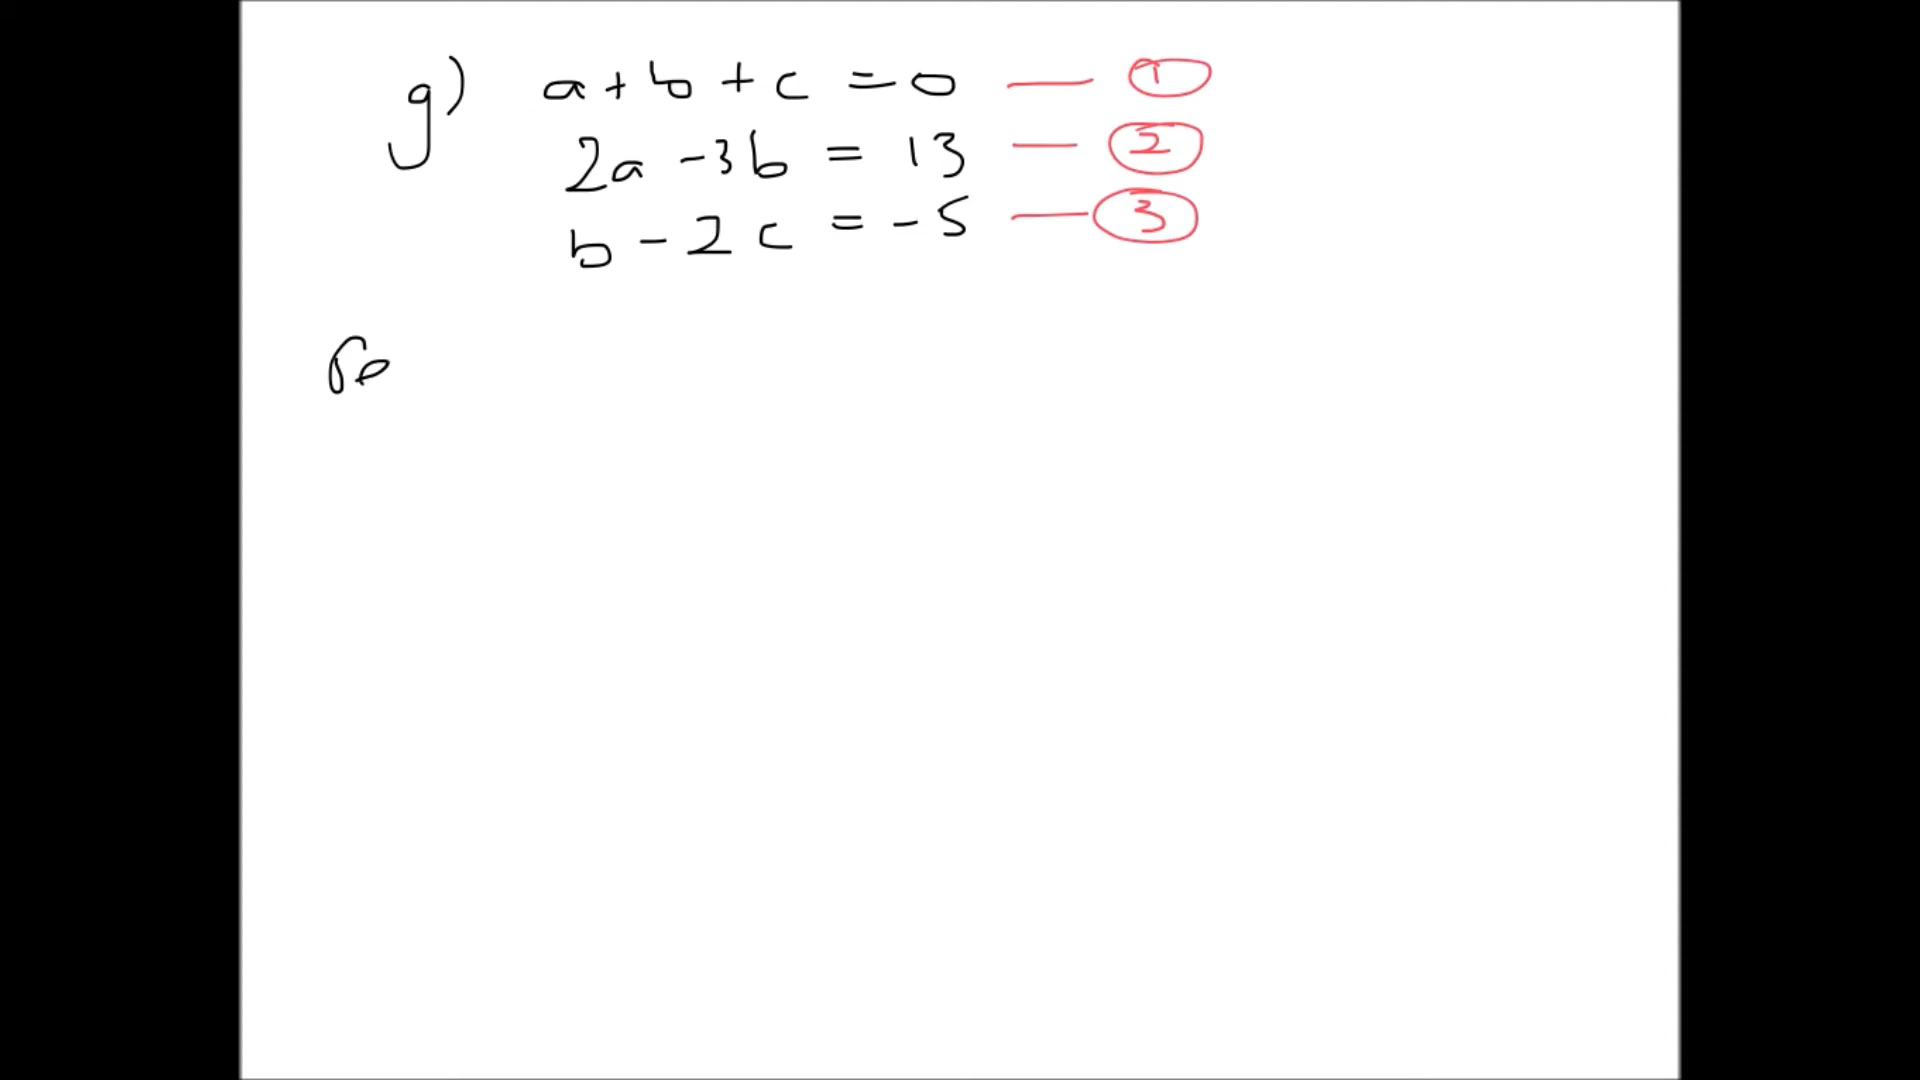 g) a + b + c = 0 — ①
2a - 3b = 13 — ②
b - 2c = -5 — ③